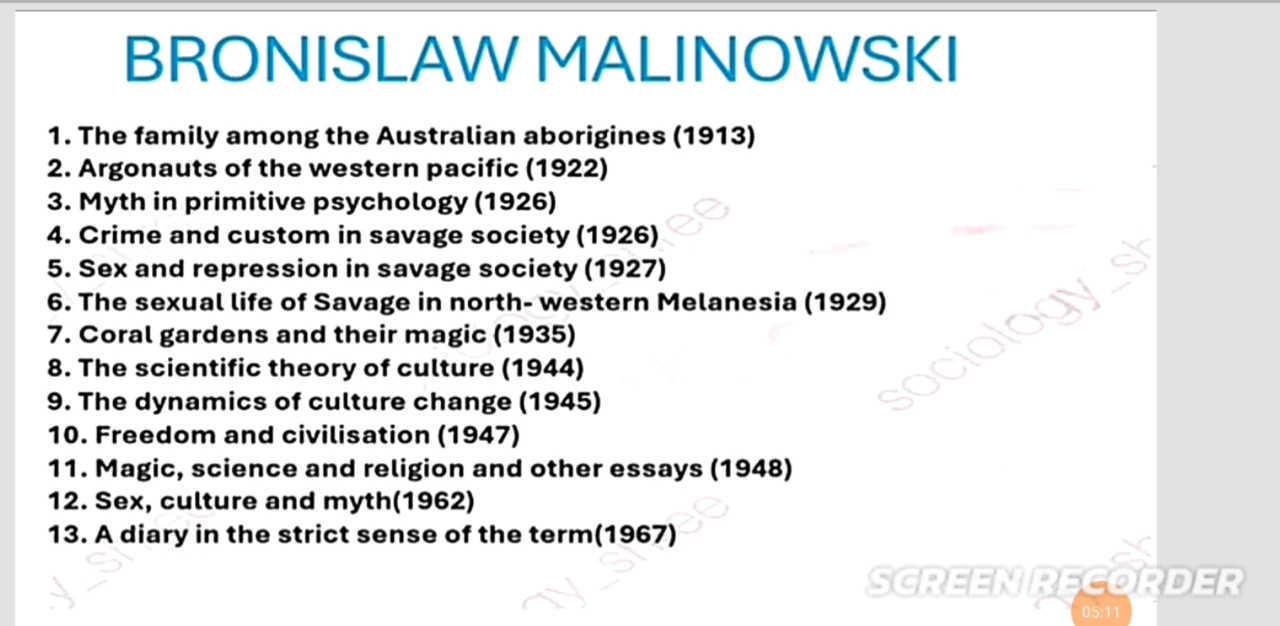 BRONISLAW MALINOWSKI
1. The family among the Australian aborigines (1913)
2. Argonauts of the western pacific (1922)
3. Myth in primitive psychology (1926)
4. Crime and custom in savage society (1926)
5. Sex and repression in savage society (1927)
6. The sexual life of Savage in north- western Melanesia (1929)
7. Coral gardens and their magic (1935)
8. The scientific theory of culture (1944)
9. The dynamics of culture change (1945)
10. Freedom and civilisation (1947)
11. Magic, science and religion and other essays (1948)
12. Sex, culture and myth(1962)
13. A diary in the strict sense of the term(1967)
sociology_sh
SCREEN RECORDER
05:11